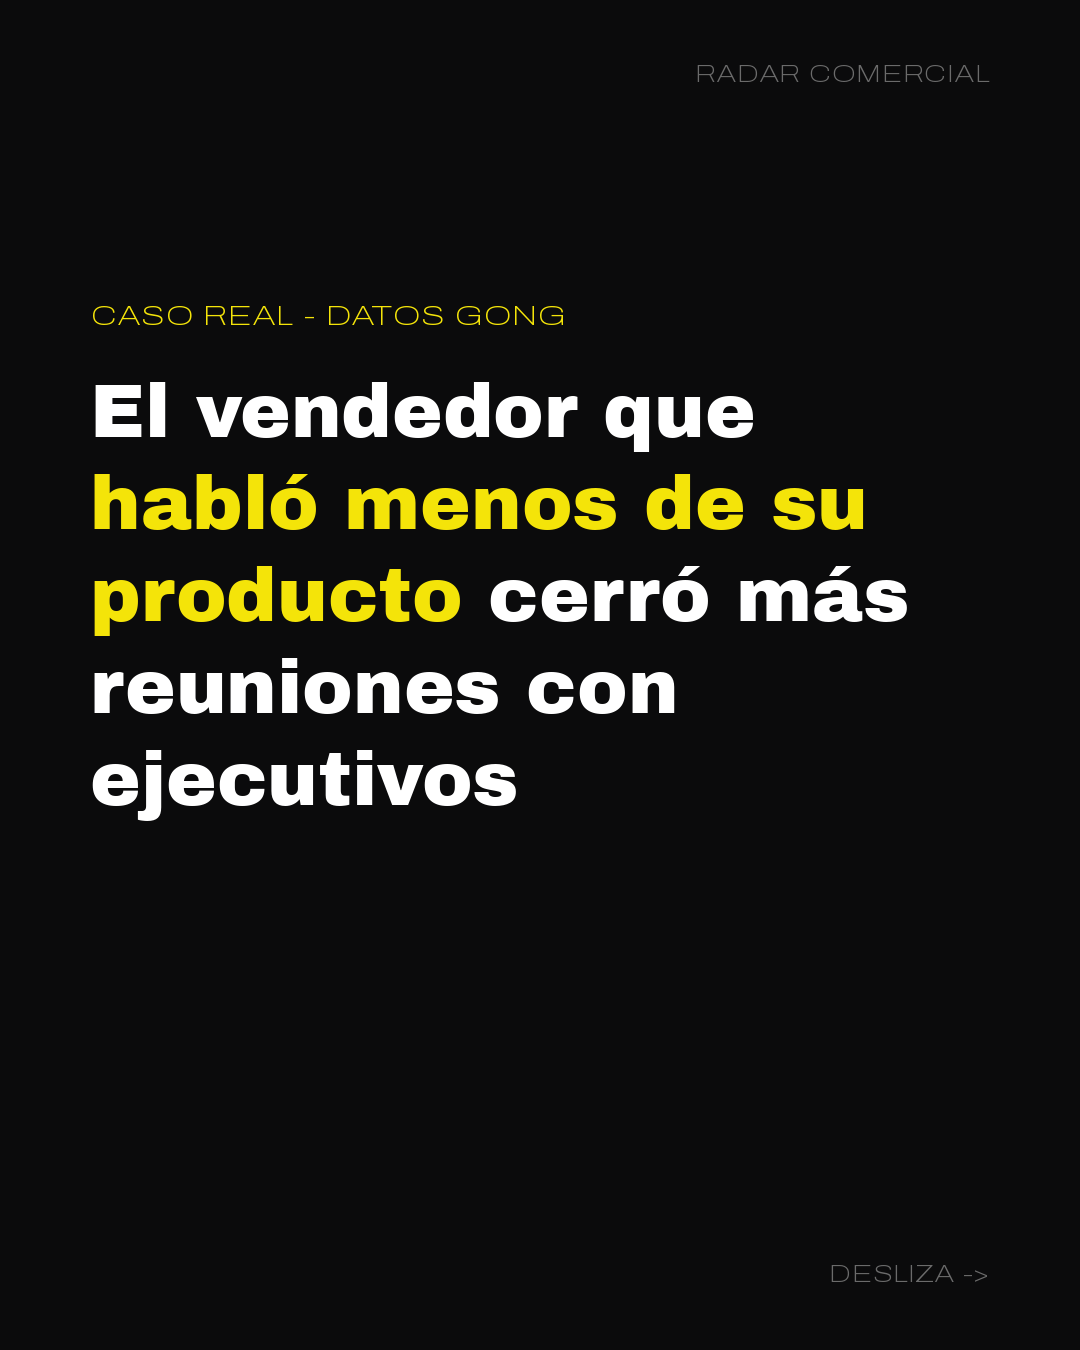 RADAR COMERCIAL
CASO REAL - DATOS GONG
El vendedor que
habló menos de su
producto cerró más
reuniones con
ejecutivos
DESLIZA ->